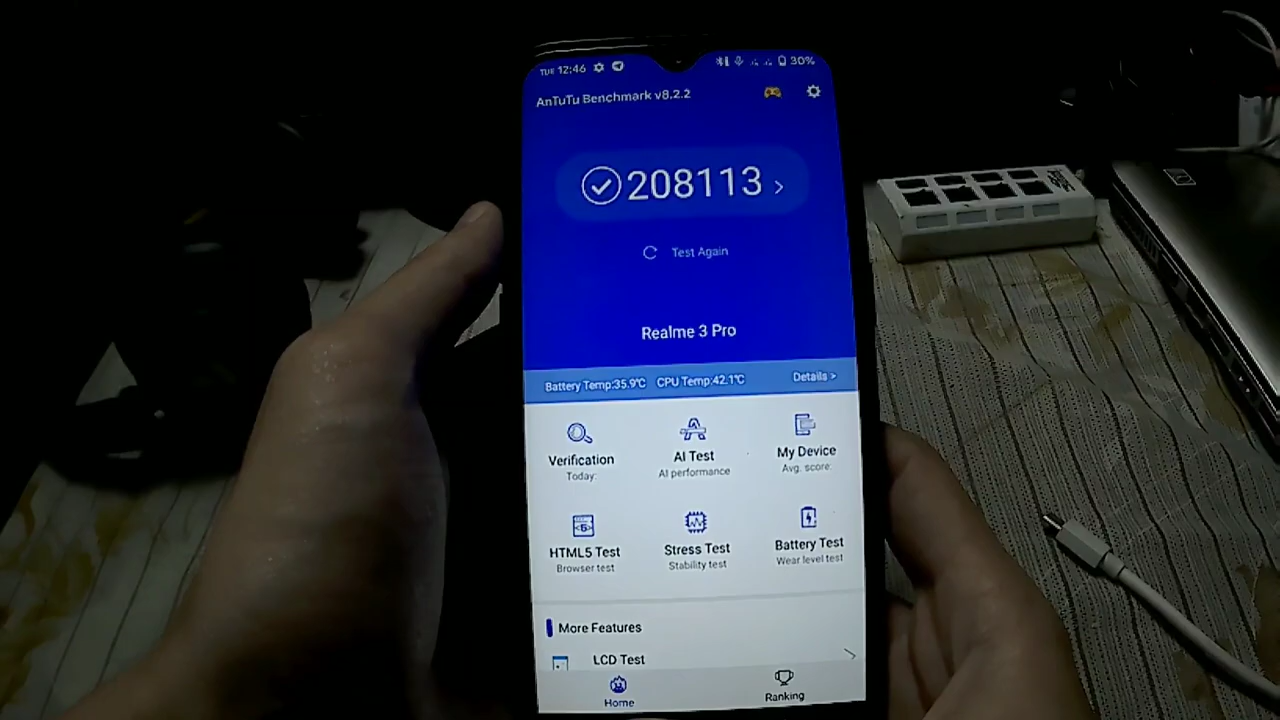 TUE 12:46 30%
AnTuTu Benchmark v8.2.2
208113 >
Test Again
Realme 3 Pro
Battery Temp:35.9℃ CPU Temp:42.1℃ Details >
Verification AI Test My Device
Today: AI performance Avg. score:
HTML5 Test Stress Test Battery Test
Browser test Stability test Wear level test
More Features
LCD Test
Home Ranking